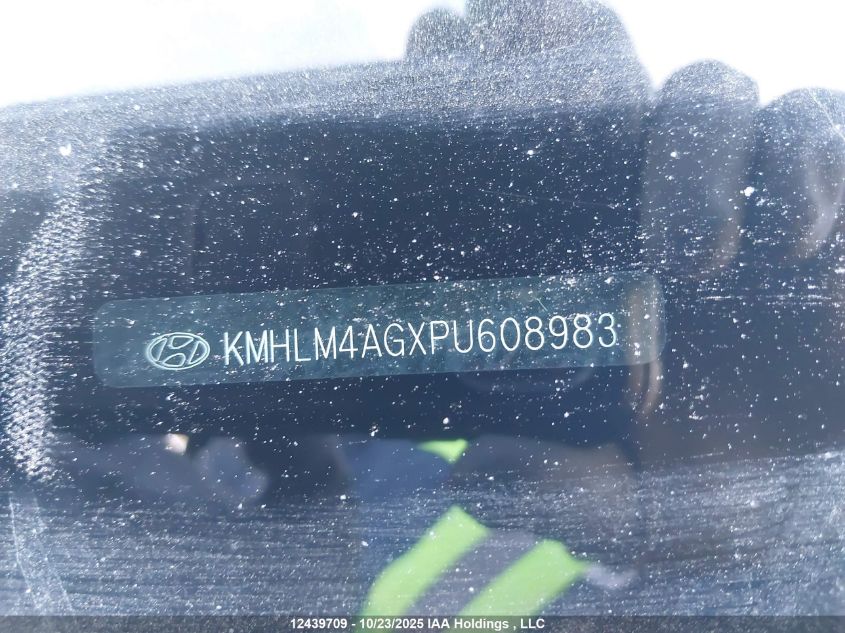 KMHLM4AGXPU608983
12439709 - 10/23/2025 IAA Holdings , LLC